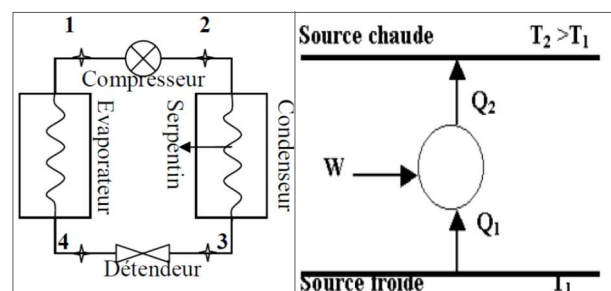 1
2
Compresseur
Evaporateur
Serpentin
Condenseur
4
3
Détendeur
Source chaude T₂ >T₁
Q₂
W
Q₁
Source froide T₁